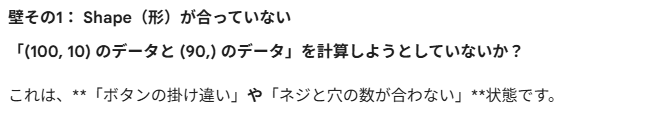 壁その1： Shape（形）が合っていない
「(100, 10) のデータと (90,) のデータ」を計算しようとしていないか？
これは、**「ボタンの掛け違い」や「ネジと穴の数が合わない」**状態です。